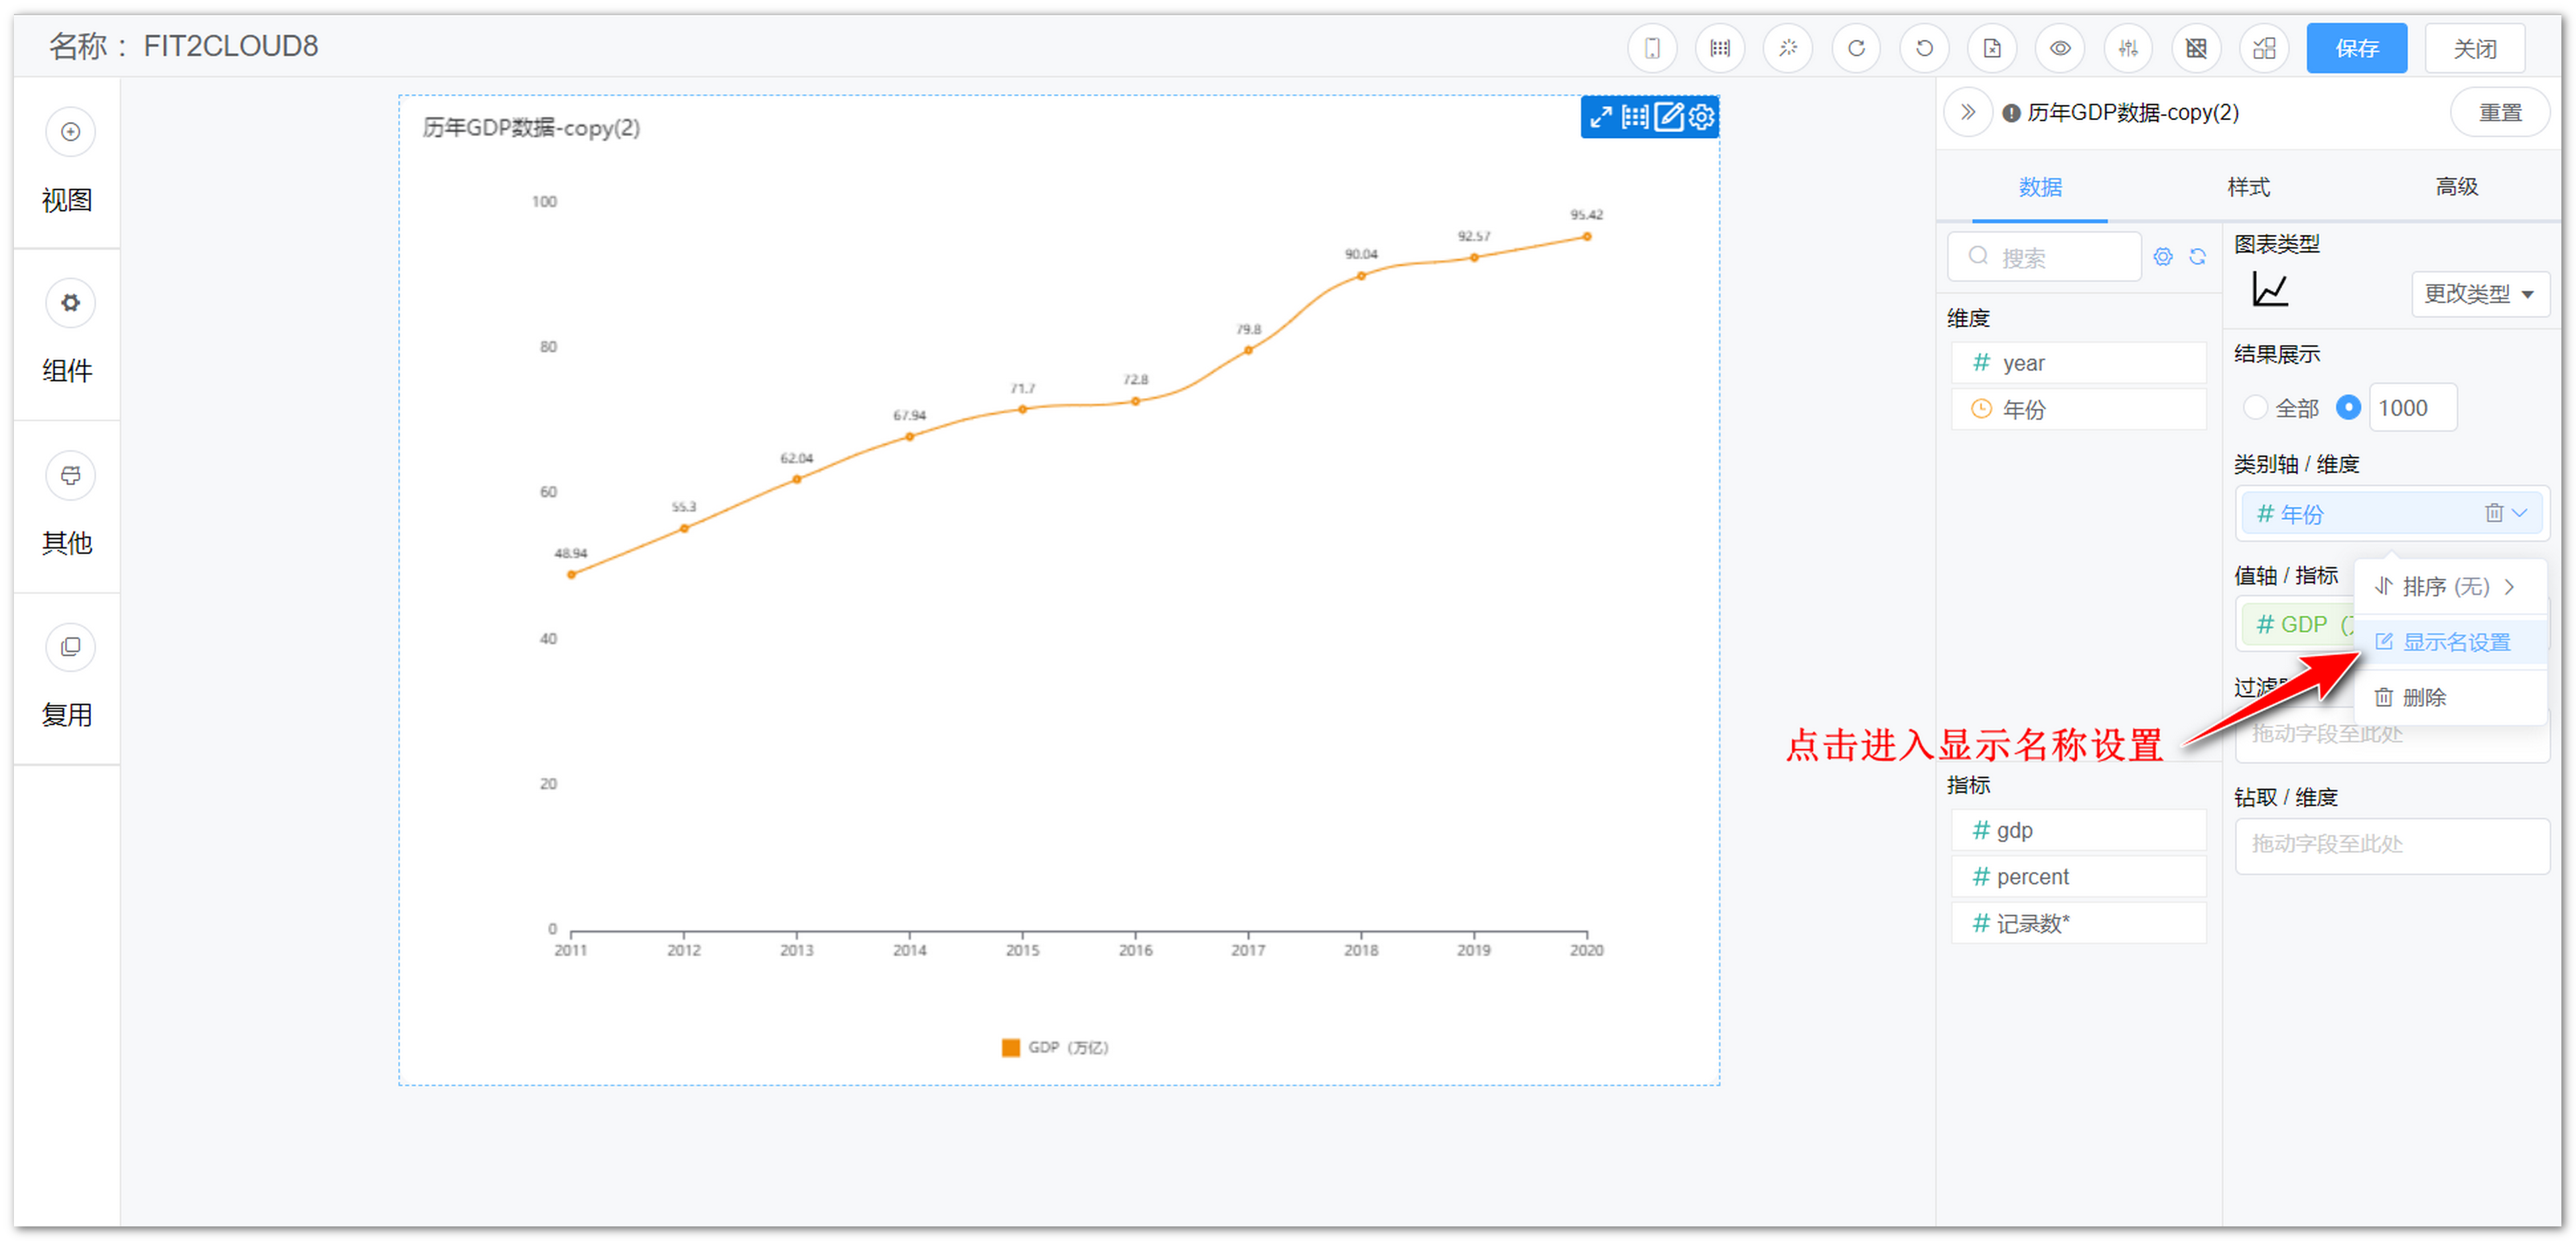 名称： FIT2CLOUD8
保存
关闭
视图
组件
其他
复用
历年GDP数据-copy(2)
100
80
60
40
20
0
48.94
55.3
62.04
67.94
71.7
72.8
79.8
90.04
92.57
95.42
2011 2012 2013 2014 2015 2016 2017 2018 2019 2020
GDP（万亿）
历年GDP数据-copy(2)
重置
数据 样式 高级
搜索
维度
# year
年份
指标
# gdp
# percent
# 记录数*
图表类型
更改类型
结果展示
全部 1000
类别轴 / 维度
# 年份
值轴 / 指标
# GDP（
排序 (无)
显示名设置
删除
过滤
拖动字段至此处
钻取 / 维度
拖动字段至此处
点击进入显示名称设置